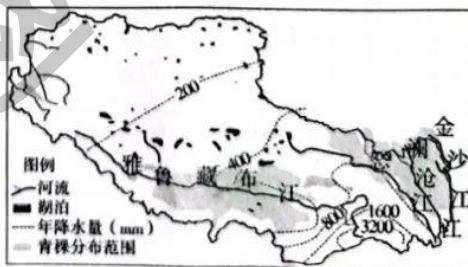 200
400
800
1600
3200
雅鲁藏布江
澜沧江
金沙江
江
图例
河流
湖泊
年降水量(mm)
青稞分布范围